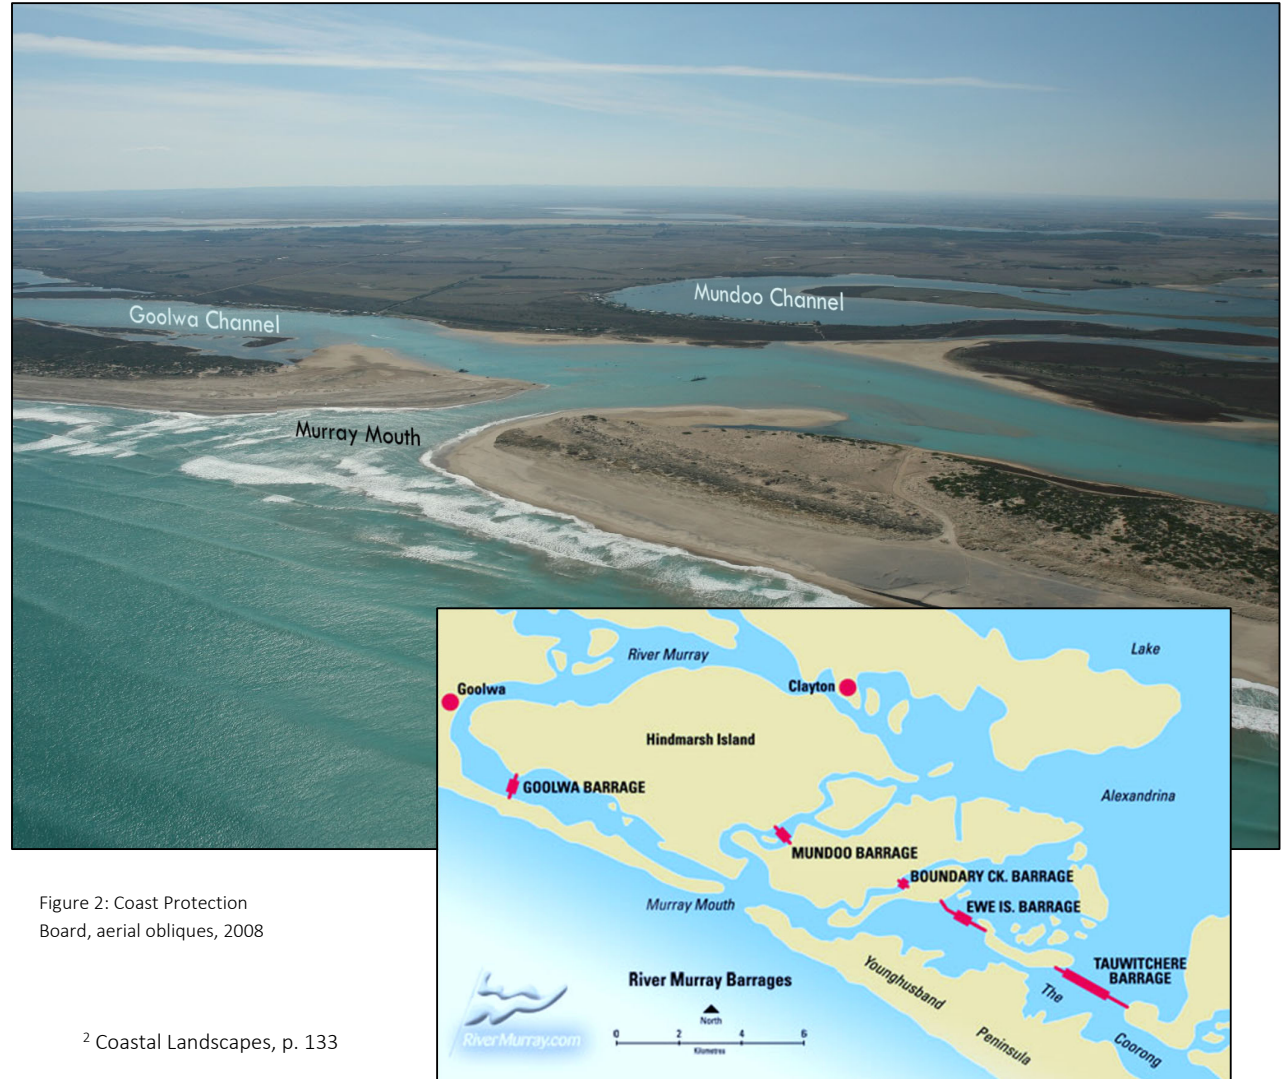 Goolwa Channel
Mundoo Channel
Murray Mouth
River Murray
Lake
Goolwa
Clayton
Hindmarsh Island
GOOLWA BARRAGE
Alexandrina
MUNDOO BARRAGE
BOUNDARY CK. BARRAGE
Murray Mouth
EWE IS. BARRAGE
TAUWITCHERE
BARRAGE
Younghusband
Peninsula
The
Coorong
River Murray Barrages
North
0 2 4 6
Kilometres
RiverMurray.com
Figure 2: Coast Protection
Board, aerial obliques, 2008
2 Coastal Landscapes, p. 133